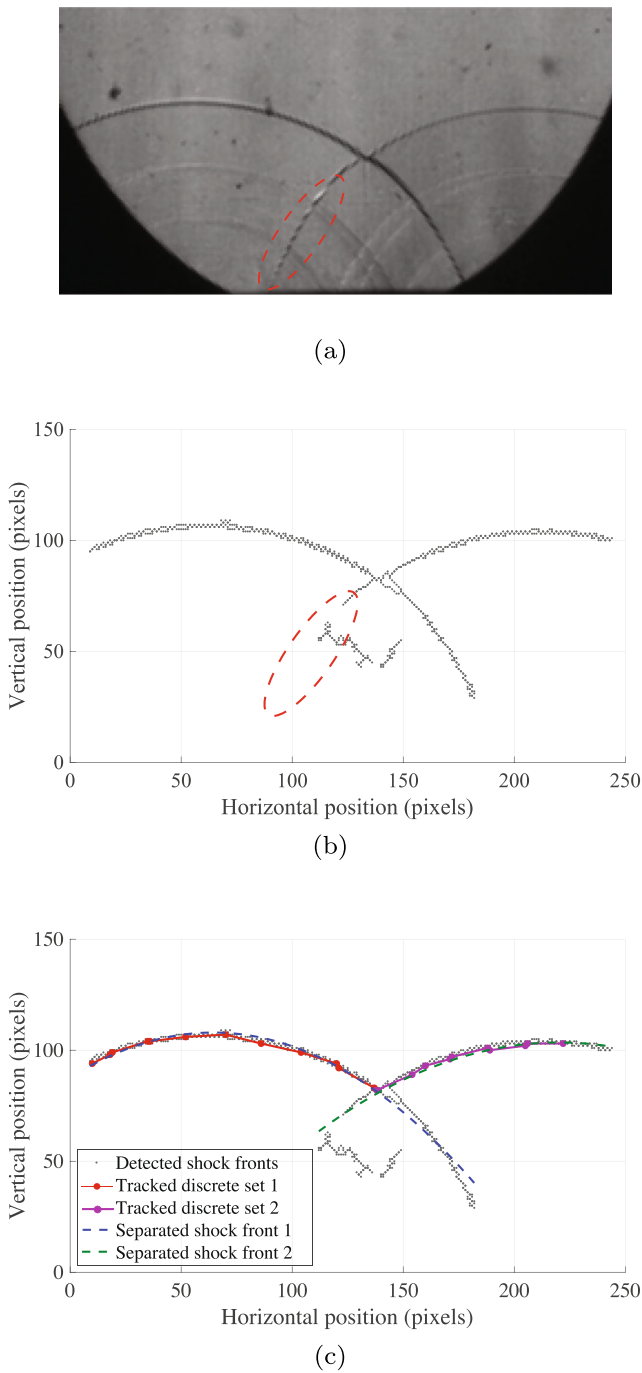 (a)
150
100
50
0
Vertical position (pixels)
0 50 100 150 200 250
Horizontal position (pixels)
(b)
150
100
50
0
Vertical position (pixels)
Detected shock fronts
Tracked discrete set 1
Tracked discrete set 2
Separated shock front 1
Separated shock front 2
0 50 100 150 200 250
Horizontal position (pixels)
(c)